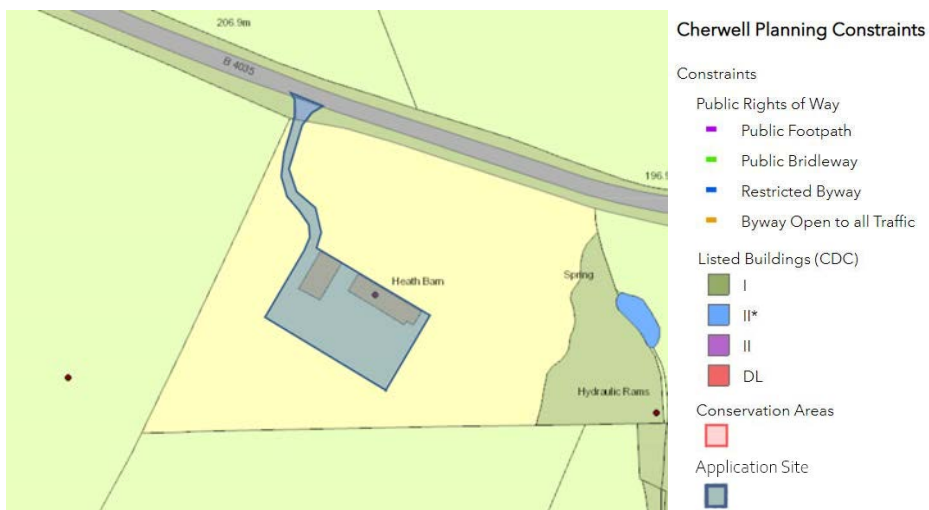 206.9m
B 4035
196.9
Heath Barn
Spring
Hydraulic Rams
Cherwell Planning Constraints
Constraints
Public Rights of Way
Public Footpath
Public Bridleway
Restricted Byway
Byway Open to all Traffic
Listed Buildings (CDC)
I
II*
II
DL
Conservation Areas
Application Site